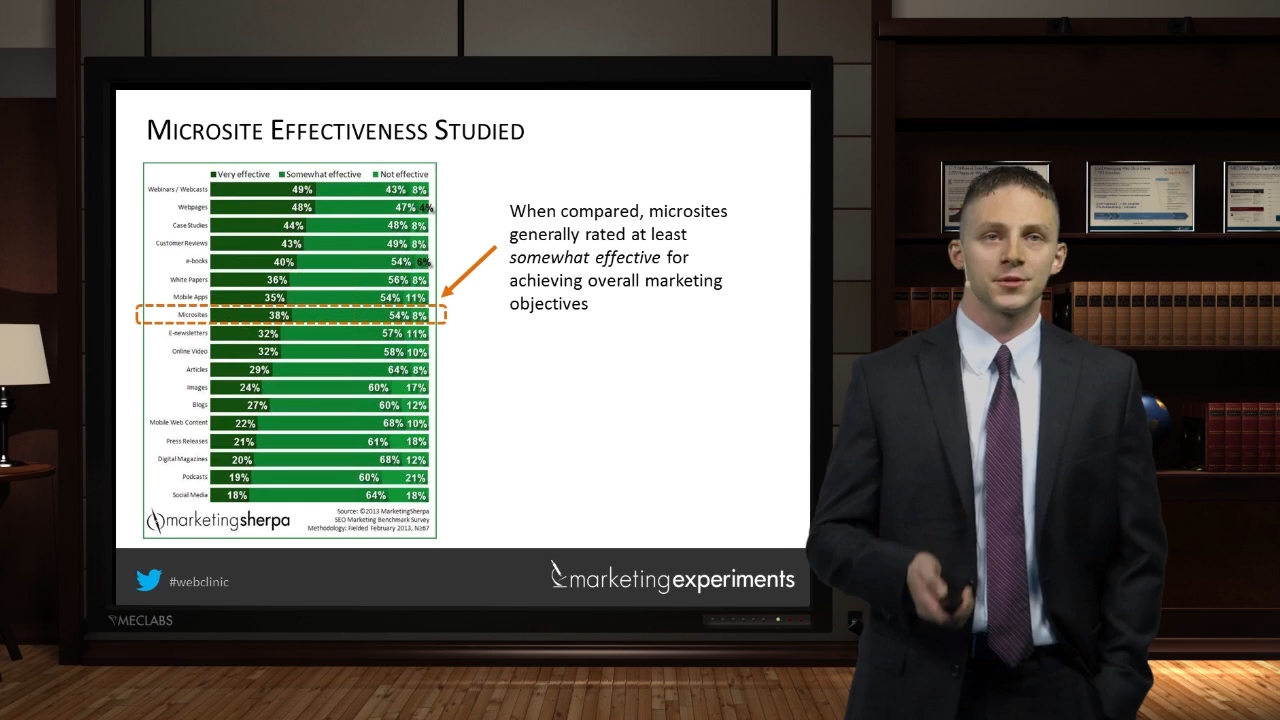 MICROSITE EFFECTIVENESS STUDIED
Very effective Somewhat effective Not effective
Webinars / Webcasts 49% 43% 8%
Webpages 48% 47% 4%
Case Studies 44% 48% 8%
Customer Reviews 43% 49% 8%
e-books 40% 54% 6%
White Papers 36% 56% 8%
Mobile Apps 35% 54% 11%
Microsites 38% 54% 8%
E-newsletters 32% 57% 11%
Online Video 32% 58% 10%
Articles 29% 64% 8%
Images 24% 60% 17%
Blogs 27% 60% 12%
Mobile Web Content 22% 68% 10%
Press Releases 21% 61% 18%
Digital Magazines 20% 68% 12%
Podcasts 19% 60% 21%
Social Media 18% 64% 18%
marketingsherpa
Source: ©2013 MarketingSherpa
SEO Marketing Benchmark Survey
Methodology: Fielded February 2013, N≥67
When compared, microsites
generally rated at least
somewhat effective for
achieving overall marketing
objectives
#webclinic
marketingexperiments
MECLABS